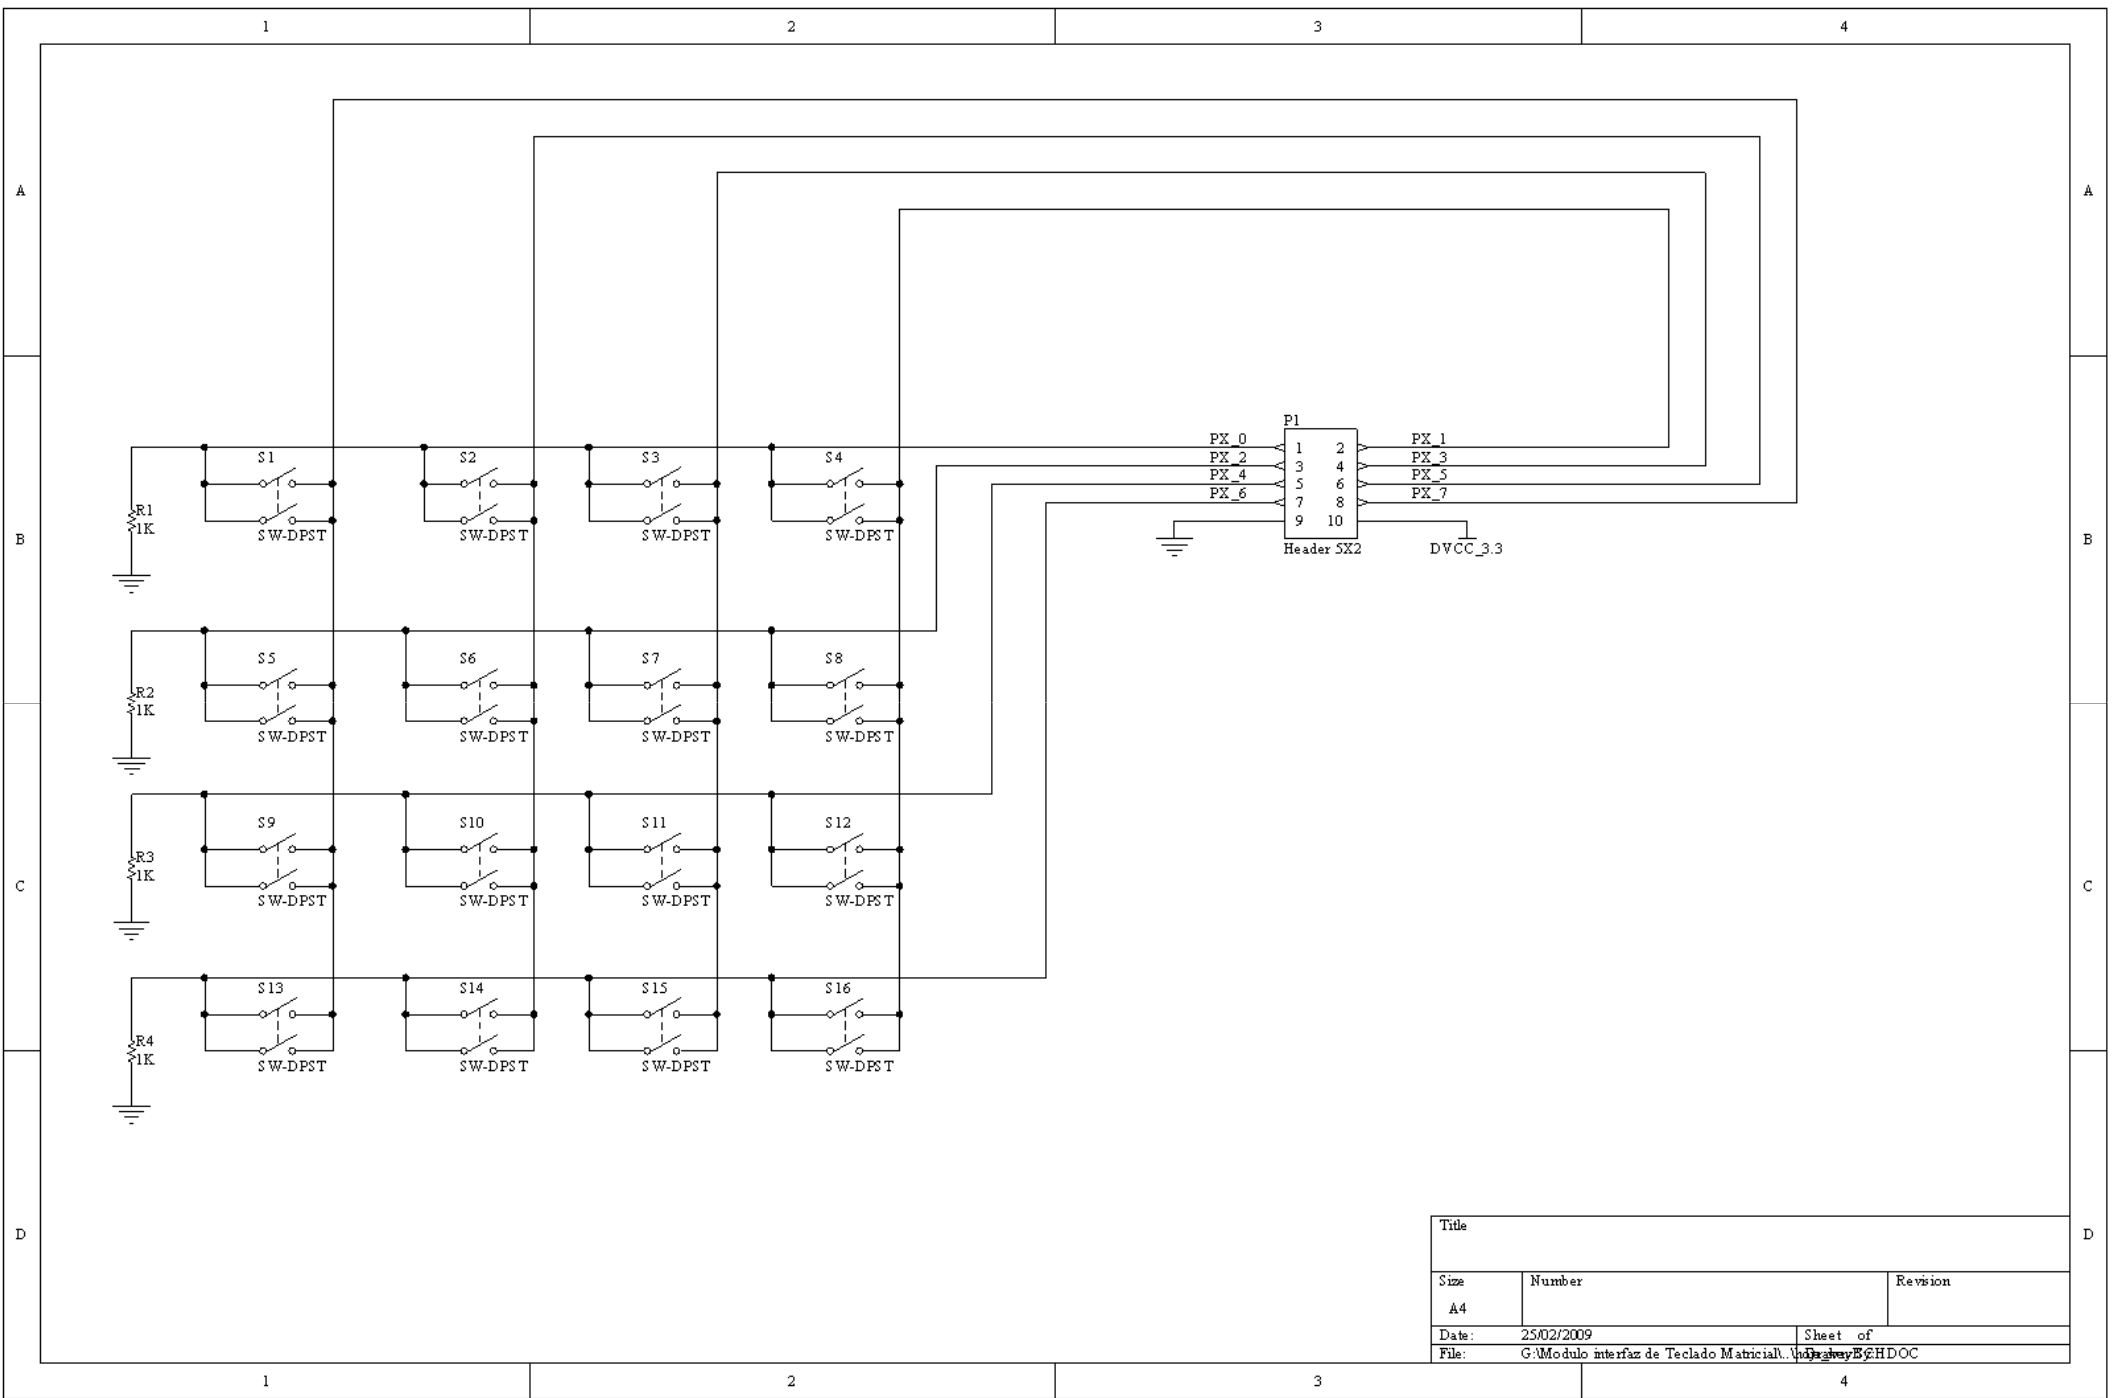 1 2 3 4
A A
P1
PX_0 1 2 PX_1
PX_2 3 4 PX_3
PX_4 5 6 PX_5
PX_6 7 8 PX_7
9 10
Header 5X2 DVCC_3.3
S1 S2 S3 S4
R1
1K
SW-DPST SW-DPST SW-DPST SW-DPST
B B
S5 S6 S7 S8
R2
1K
SW-DPST SW-DPST SW-DPST SW-DPST
S9 S10 S11 S12
R3
1K
C C
SW-DPST SW-DPST SW-DPST SW-DPST
S13 S14 S15 S16
R4
1K
SW-DPST SW-DPST SW-DPST SW-DPST
D D
Title
Size Number Revision
A4
Date: 25/02/2009 Sheet of
File: G:\Modulo interfaz de Teclado Matricial\..\
1 2 3 4